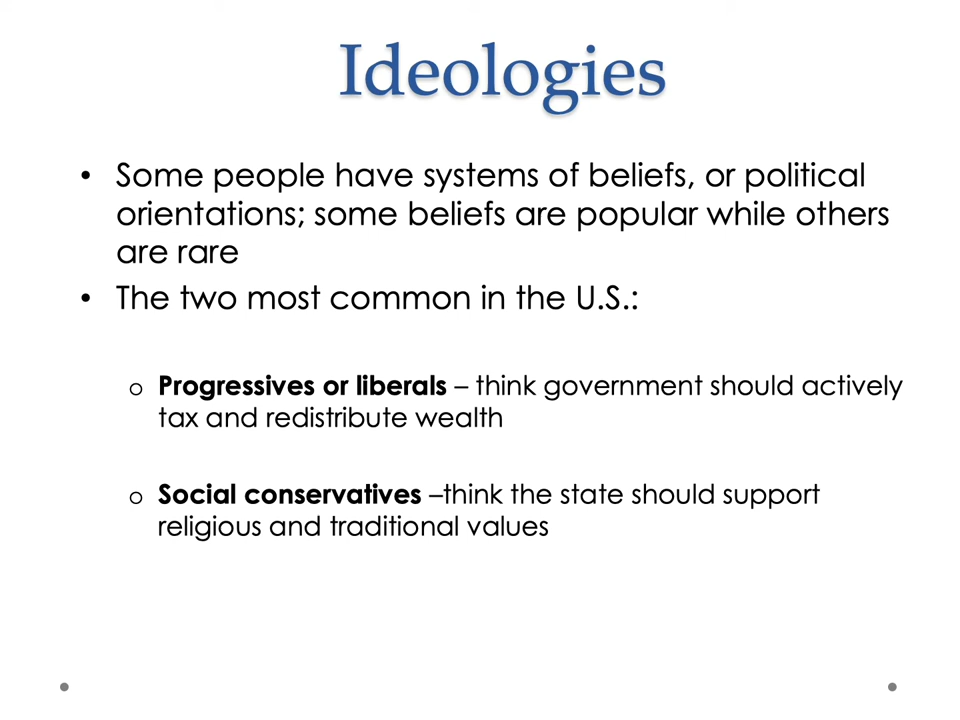 Ideologies
• Some people have systems of beliefs, or political
orientations; some beliefs are popular while others
are rare
• The two most common in the U.S.:
o Progressives or liberals – think government should actively
tax and redistribute wealth
o Social conservatives –think the state should support
religious and traditional values